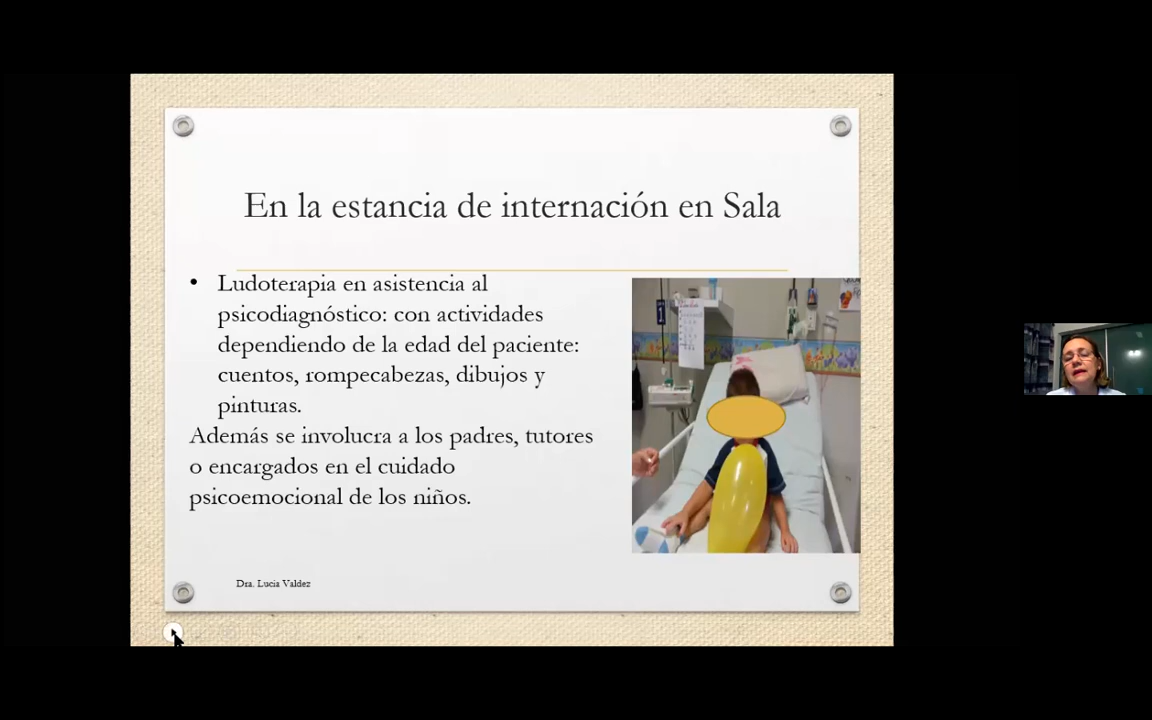 En la estancia de internación en Sala
• Ludoterapia en asistencia al
psicodiagnóstico: con actividades
dependiendo de la edad del paciente:
cuentos, rompecabezas, dibujos y
pinturas.
Además se involucra a los padres, tutores
o encargados en el cuidado
psicoemocional de los niños.
1
Dra. Lucia Valdez